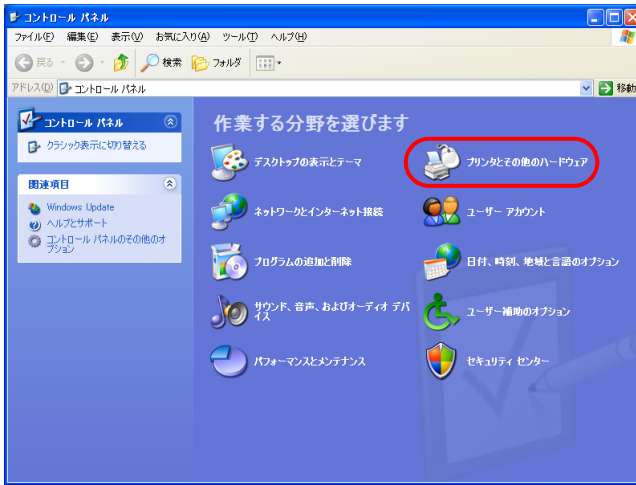 コントロール パネル
ファイル(F) 編集(E) 表示(V) お気に入り(A) ツール(T) ヘルプ(H)
戻る 検索 フォルダ
アドレス(D) コントロール パネル 移動
コントロール パネル
クラシック表示に切り替える
関連項目
Windows Update
ヘルプとサポート
コントロール パネルのその他のオ
プション
作業する分野を選びます
デスクトップの表示とテーマ
プリンタとその他のハードウェア
ネットワークとインターネット接続
ユーザー アカウント
プログラムの追加と削除
日付、時刻、地域と言語のオプション
サウンド、音声、およびオーディオ デバ
イス
ユーザー補助のオプション
パフォーマンスとメンテナンス
セキュリティ センター